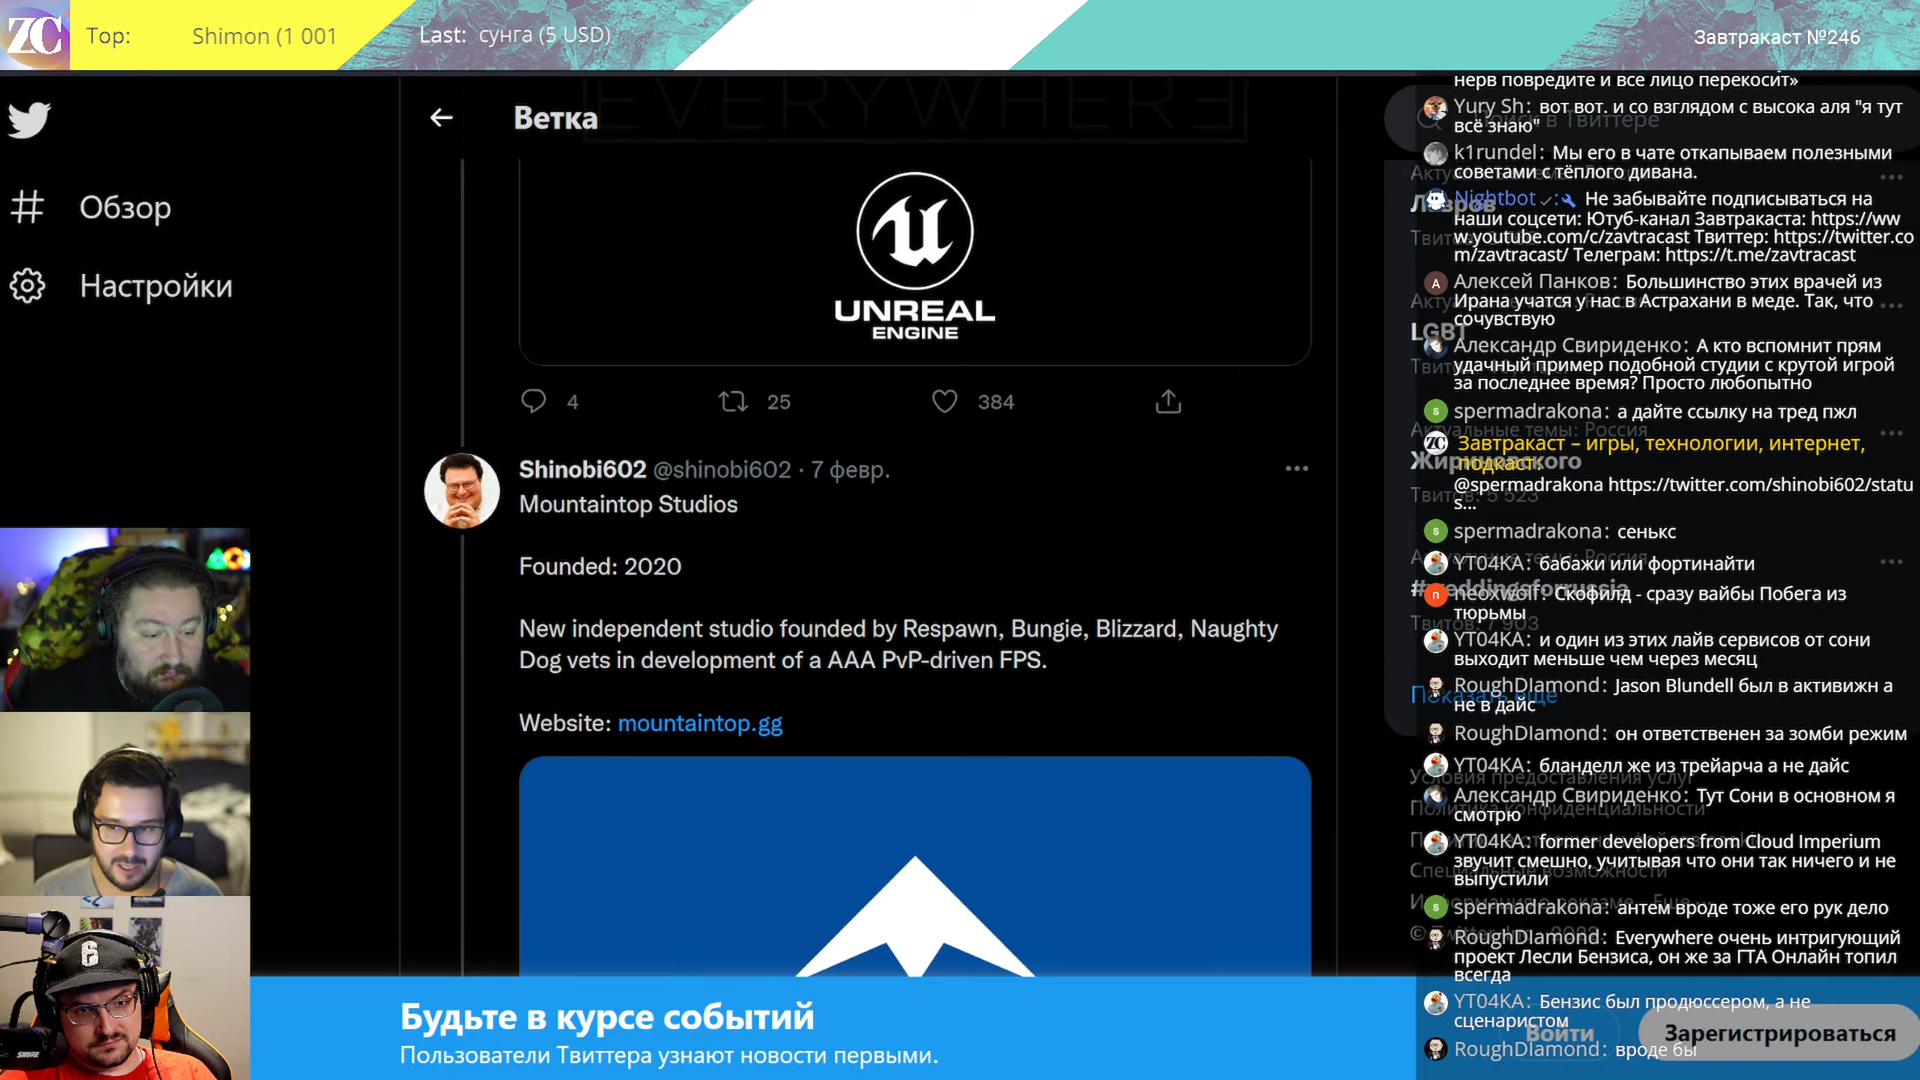 ZC Top: Shimon (1 001 Last: сунга (5 USD) Завтракаст №246
EVERYWHERE
Ветка
Обзор
Настройки
UNREAL
ENGINE
4 25 384
Shinobi602 @shinobi602 · 7 февр.
Mountaintop Studios
Founded: 2020
New independent studio founded by Respawn, Bungie, Blizzard, Naughty
Dog vets in development of a AAA PvP-driven FPS.
Website: mountaintop.gg
SHURE
Будьте в курсе событий
Пользователи Твиттера узнают новости первыми.
Войти
Зарегистрироваться
нерв повредите и все лицо перекосит»
Yury Sh: вот вот. и со взглядом с высока аля "я тут
всё знаю"
k1rundel: Мы его в чате откапываем полезными
советами с тёплого дивана.
Nightbot: Не забывайте подписываться на
наши соцсети: Ютуб-канал Завтракаста: https://ww
w.youtube.com/c/zavtracast Твиттер: https://twitter.co
m/zavtracast/ Телеграм: https://t.me/zavtracast
А Алексей Панков: Большинство этих врачей из
Ирана учатся у нас в Астрахани в меде. Так, что
сочувствую
Александр Свириденко: А кто вспомнит прям
удачный пример подобной студии с крутой игрой
за последнее время? Просто любопытно
s spermadrakona: а дайте ссылку на тред пжл
ZC Завтракаст – игры, технологии, интернет,
подкаст:
@spermadrakona https://twitter.com/shinobi602/statu
s...
s spermadrakona: сенькс
YT04KA: бабажи или фортинайти
n neoxwolf: Скофилд - сразу вайбы Побега из
тюрьмы
YT04KA: и один из этих лайв сервисов от сони
выходит меньше чем через месяц
RoughDIamond: Jason Blundell был в активижн а
не в дайс
RoughDIamond: он ответственен за зомби режим
YT04KA: бланделл же из трейарча а не дайс
Александр Свириденко: Тут Сони в основном я
смотрю
YT04KA: former developers from Cloud Imperium
звучит смешно, учитывая что они так ничего и не
выпустили
s spermadrakona: антем вроде тоже его рук дело
RoughDIamond: Everywhere очень интригующий
проект Лесли Бензиса, он же за ГТА Онлайн топил
всегда
YT04KA: Бензис был продюссером, а не
сценаристом
RoughDIamond: вроде бы
Поиск в Твиттере
LGBT
Актуальные темы: Россия
Жириновского
Твитов: 5 523
Актуальные темы: Россия
#weddingsforrussia
Твитов: 7 903
Показать ещё
Условия предоставления услуг
Политика конфиденциальности
Специальные возможности